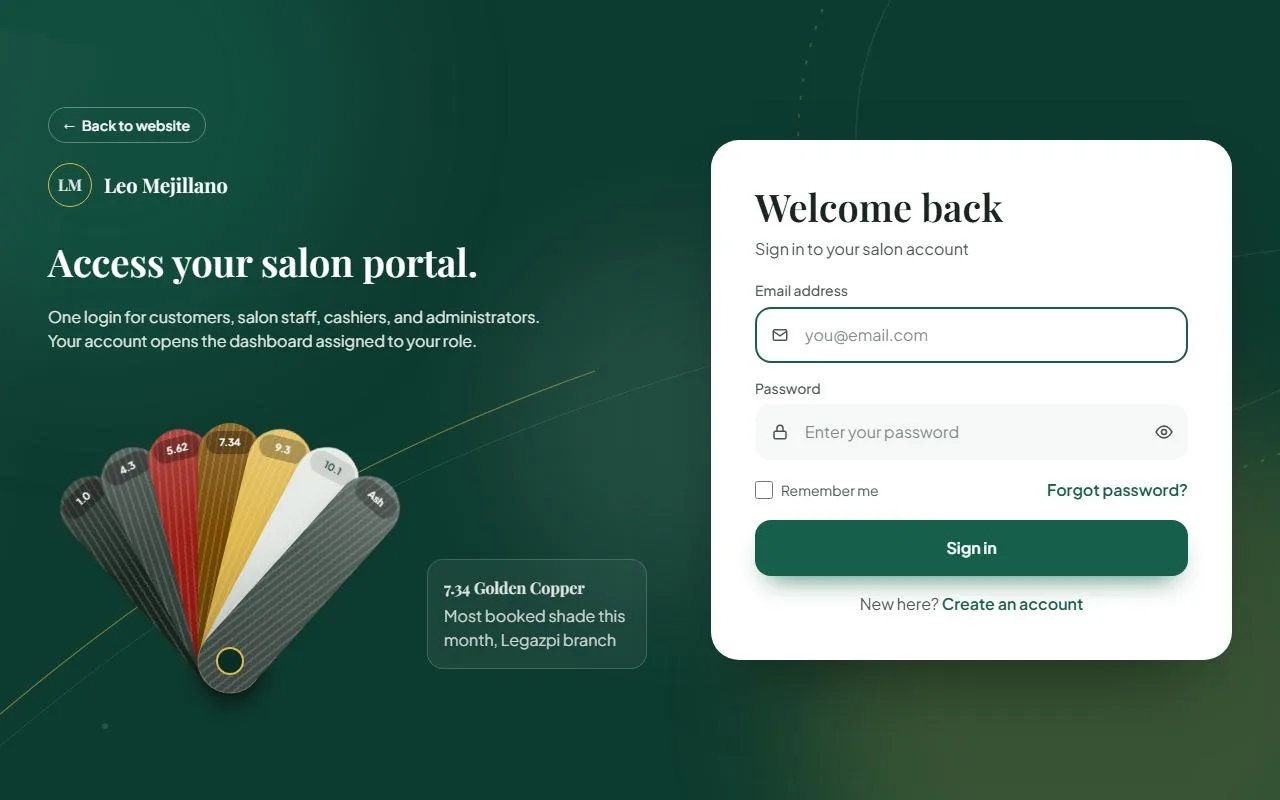 ← Back to website
LM
Leo Mejillano
Access your salon portal.
One login for customers, salon staff, cashiers, and administrators.
Your account opens the dashboard assigned to your role.
1.0
4.3
5.62
7.34
9.3
10.1
Ash
7.34 Golden Copper
Most booked shade this
month, Legazpi branch
Welcome back
Sign in to your salon account
Email address
you@email.com
Password
Enter your password
Remember me
Forgot password?
Sign in
New here? Create an account